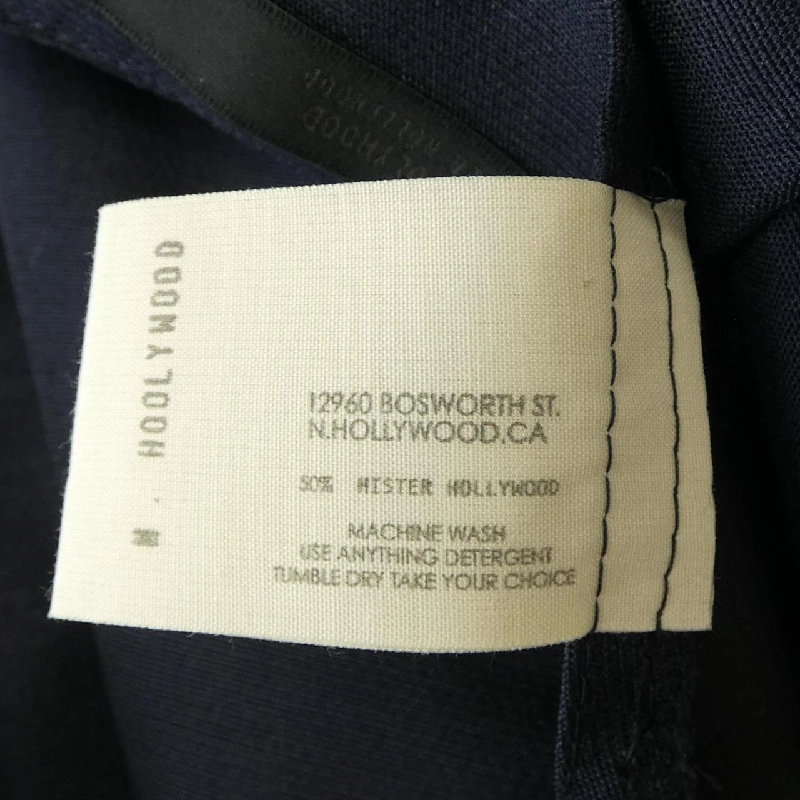 N. HOOLYWOOD
12960 BOSWORTH ST.
N.HOLLYWOOD.CA
50% MISTER HOLLYWOOD
MACHINE WASH
USE ANYTHING DETERGENT
TUMBLE DRY TAKE YOUR CHOICE